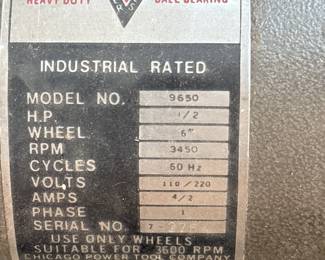 HEAVY DUTY BALL BEARING
INDUSTRIAL RATED
MODEL NO. 9650
H.P. 1/2
WHEEL 6"
RPM 3450
CYCLES 60 Hz
VOLTS 110/220
AMPS 4/2
PHASE 1
SERIAL NO. 7
USE ONLY WHEELS
SUITABLE FOR 3600 RPM
CHICAGO POWER TOOL COMPANY